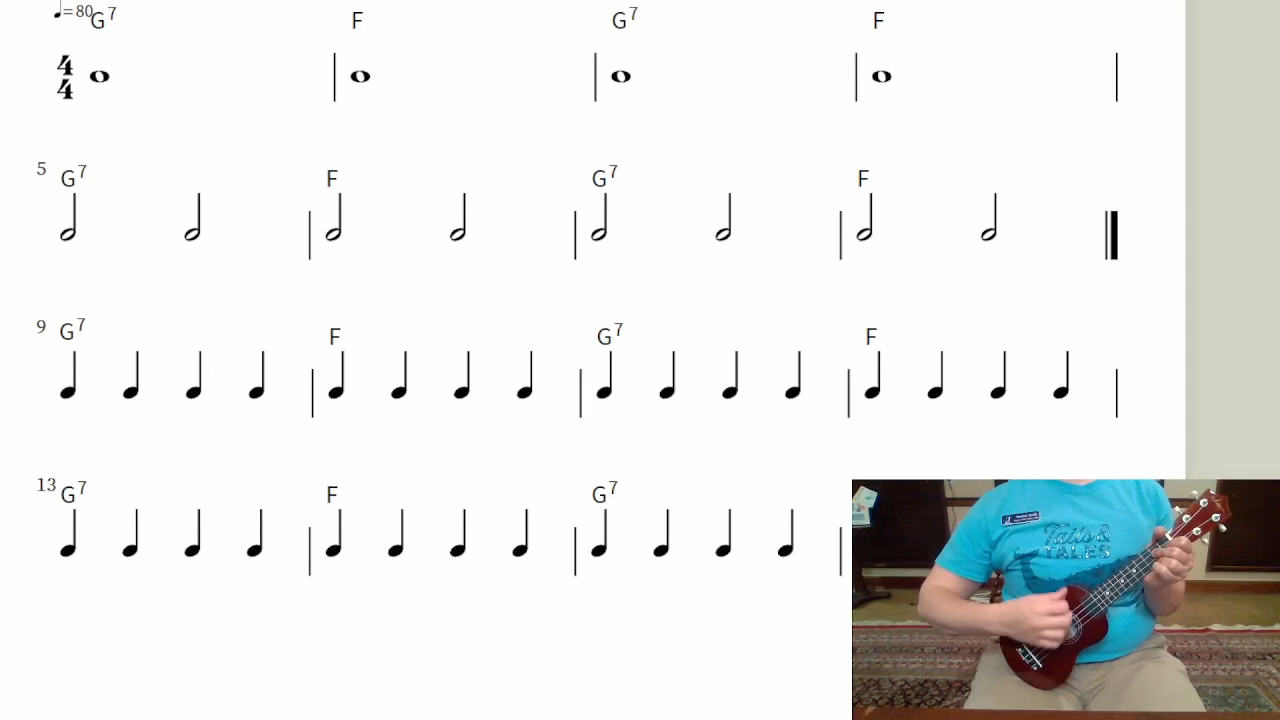 ♩=80
G7 F G7 F
4
4
5
G7 F G7 F
9
G7 F G7 F
13
G7 F G7
Tails &
TALES